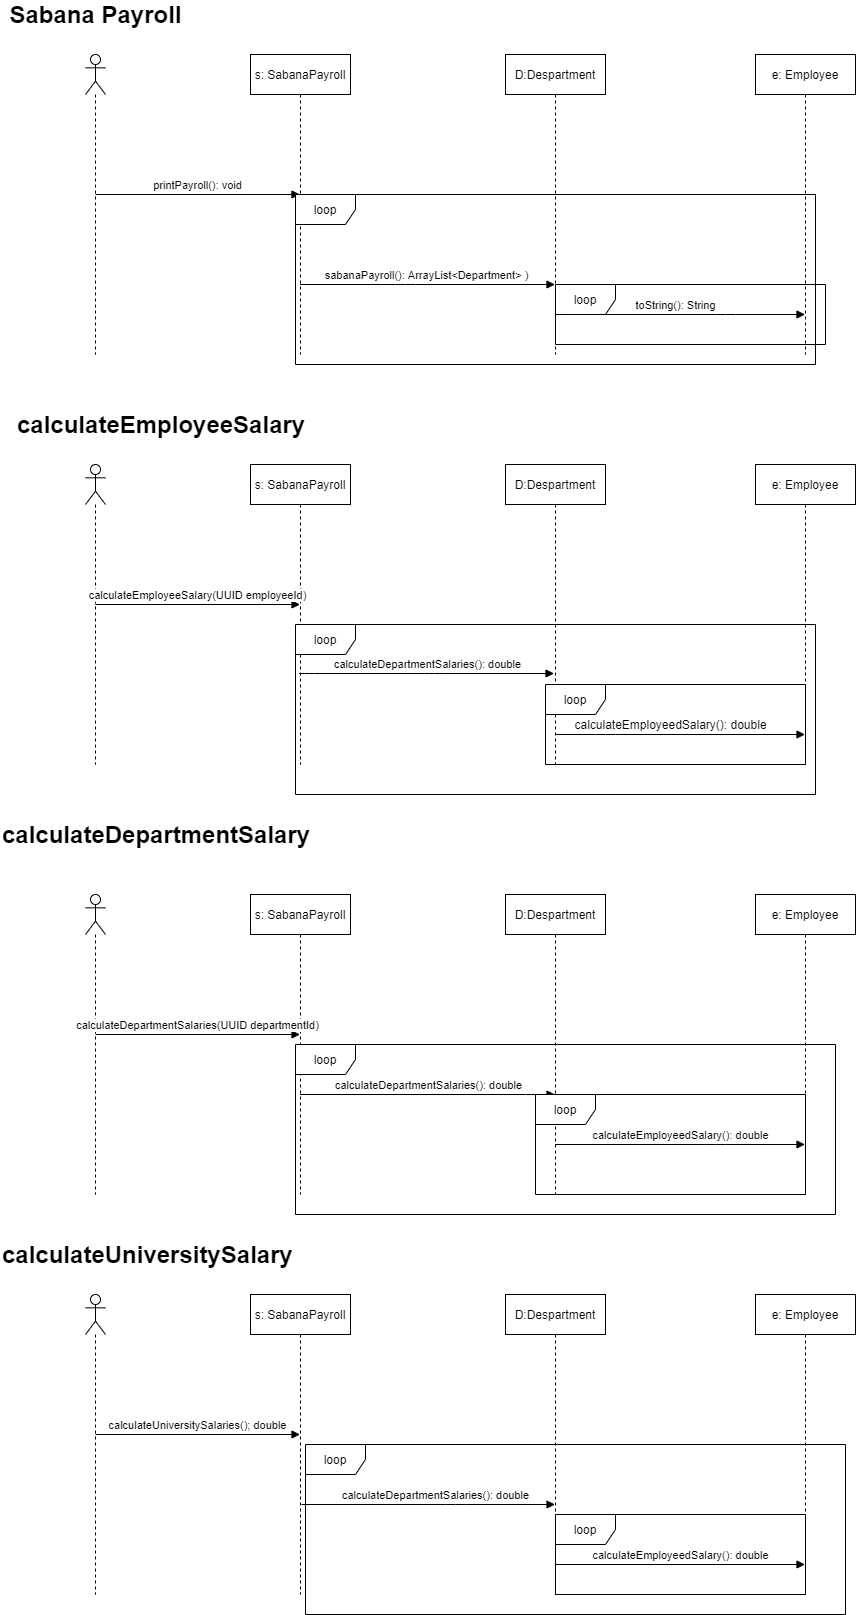 Sabana Payroll
s: SabanaPayroll
D:Despartment
e: Employee
printPayroll(): void
loop
sabanaPayroll(): ArrayList<Department> )
loop
toString(): String
calculateEmployeeSalary
s: SabanaPayroll
D:Despartment
e: Employee
calculateEmployeeSalary(UUID employeeId)
loop
calculateDepartmentSalaries(): double
loop
calculateEmployeedSalary(): double
calculateDepartmentSalary
s: SabanaPayroll
D:Despartment
e: Employee
calculateDepartmentSalaries(UUID departmentId)
loop
calculateDepartmentSalaries(): double
loop
calculateEmployeedSalary(): double
calculateUniversitySalary
s: SabanaPayroll
D:Despartment
e: Employee
calculateUniversitySalaries(); double
loop
calculateDepartmentSalaries(): double
loop
calculateEmployeedSalary(): double